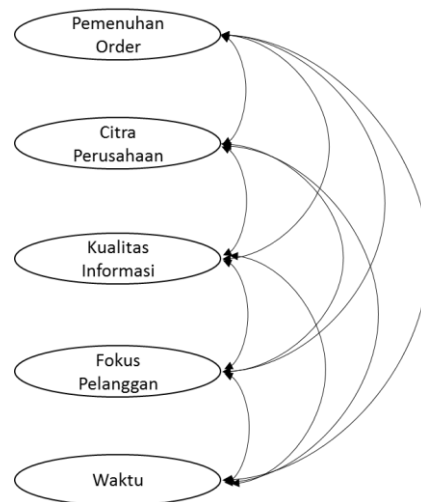 Pemenuhan
Order
Citra
Perusahaan
Kualitas
Informasi
Fokus
Pelanggan
Waktu